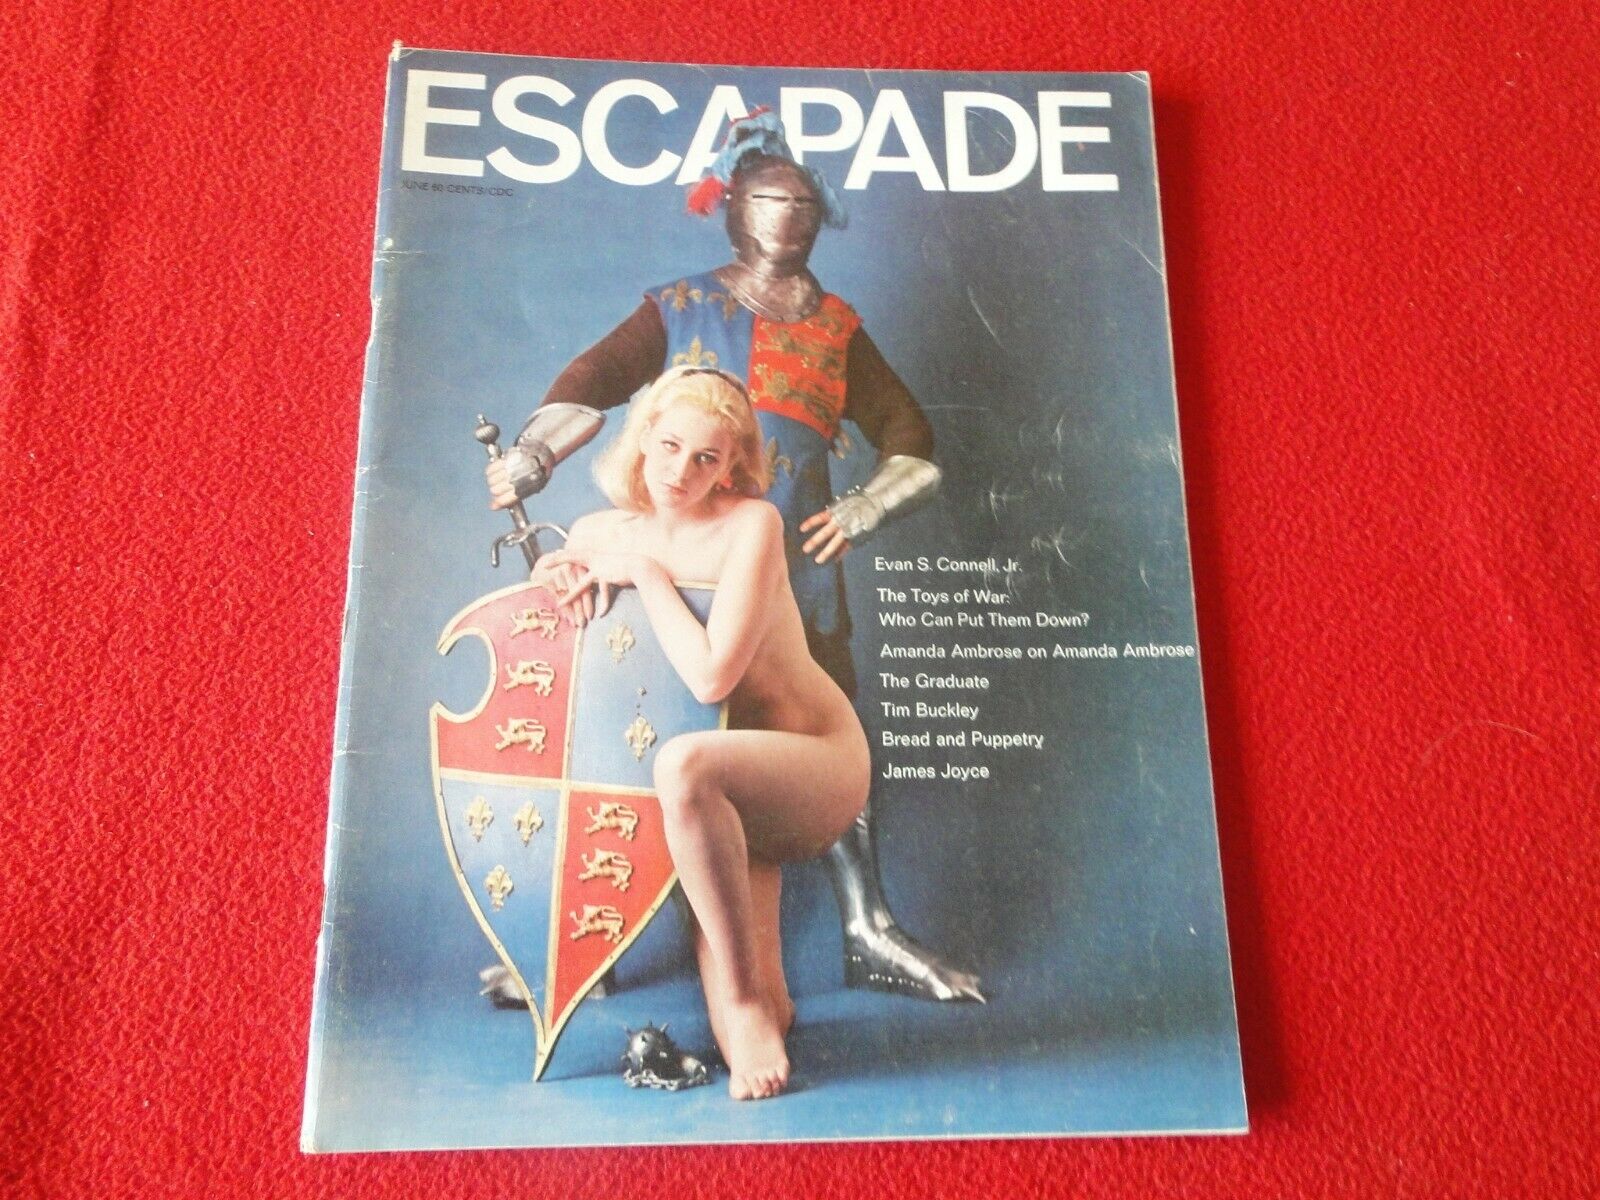 ESCAPADE
JUNE 60 CENTS/CDC
Evan S. Connell, Jr.
The Toys of War:
Who Can Put Them Down?
Amanda Ambrose on Amanda Ambrose
The Graduate
Tim Buckley
Bread and Puppetry
James Joyce